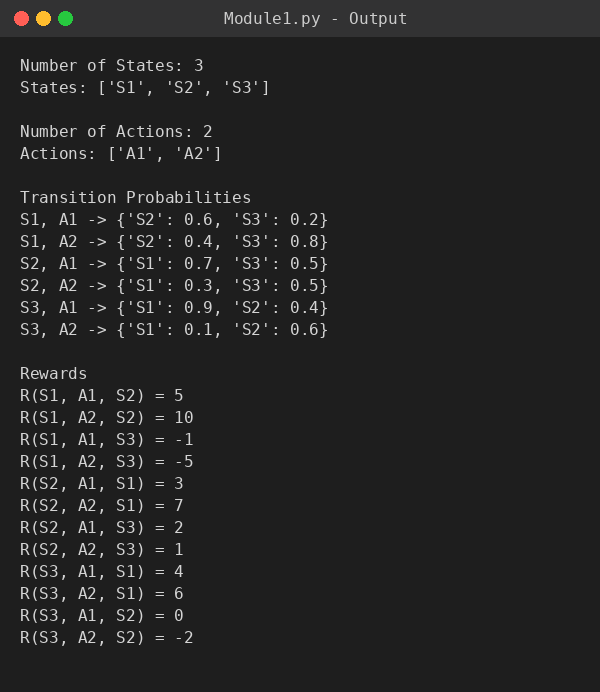 Module1.py - Output
Number of States: 3
States: ['S1', 'S2', 'S3']
Number of Actions: 2
Actions: ['A1', 'A2']
Transition Probabilities
S1, A1 -> {'S2': 0.6, 'S3': 0.2}
S1, A2 -> {'S2': 0.4, 'S3': 0.8}
S2, A1 -> {'S1': 0.7, 'S3': 0.5}
S2, A2 -> {'S1': 0.3, 'S3': 0.5}
S3, A1 -> {'S1': 0.9, 'S2': 0.4}
S3, A2 -> {'S1': 0.1, 'S2': 0.6}
Rewards
R(S1, A1, S2) = 5
R(S1, A2, S2) = 10
R(S1, A1, S3) = -1
R(S1, A2, S3) = -5
R(S2, A1, S1) = 3
R(S2, A2, S1) = 7
R(S2, A1, S3) = 2
R(S2, A2, S3) = 1
R(S3, A1, S1) = 4
R(S3, A2, S1) = 6
R(S3, A1, S2) = 0
R(S3, A2, S2) = -2